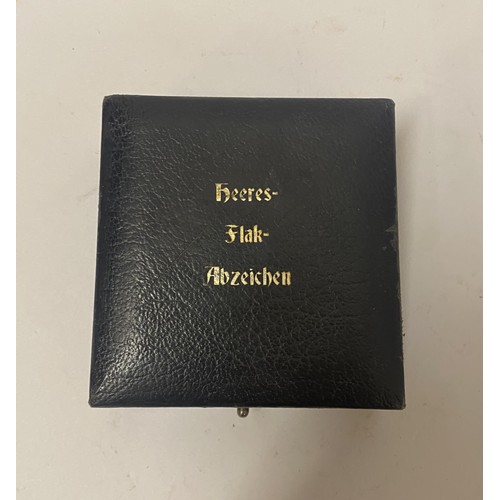 Heeres-
Flak-
Abzeichen